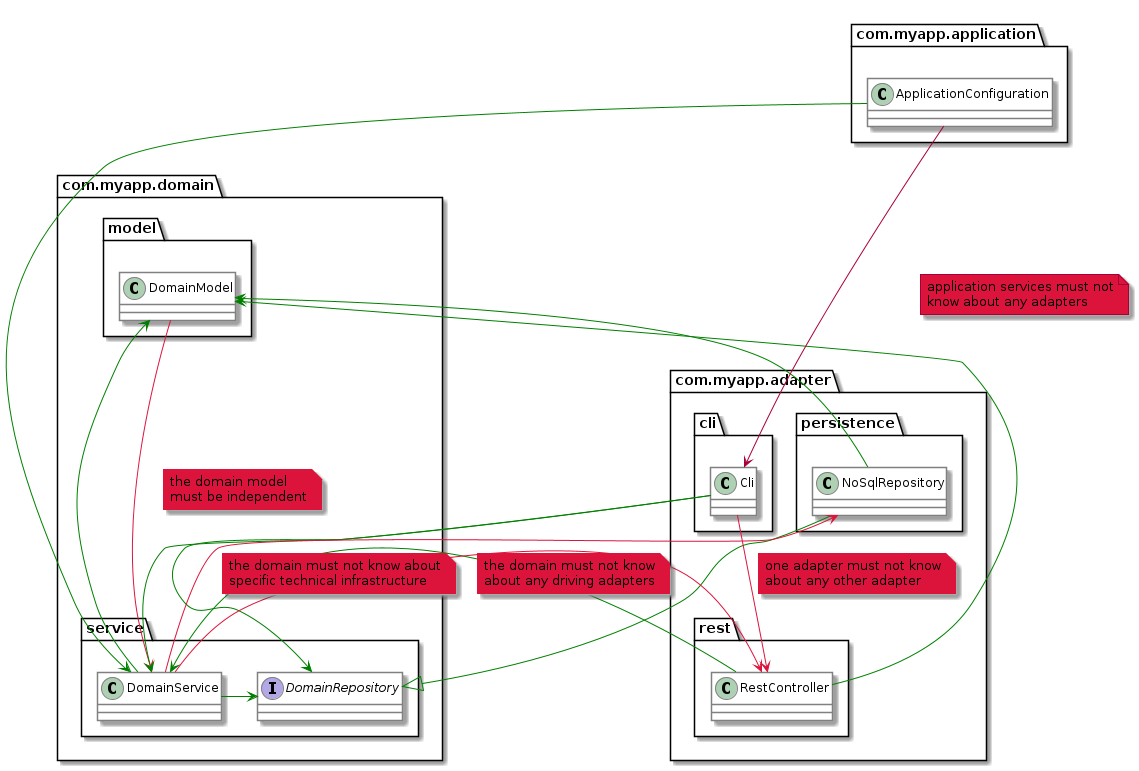 com.myapp.application
C ApplicationConfiguration
com.myapp.domain
model
C DomainModel
application services must not
know about any adapters
com.myapp.adapter
cli
persistence
C Cli
C NoSqlRepository
the domain model
must be independent
the domain must not know about
specific technical infrastructure
the domain must not know
about any driving adapters
one adapter must not know
about any other adapter
service
rest
C DomainService
I DomainRepository
C RestController